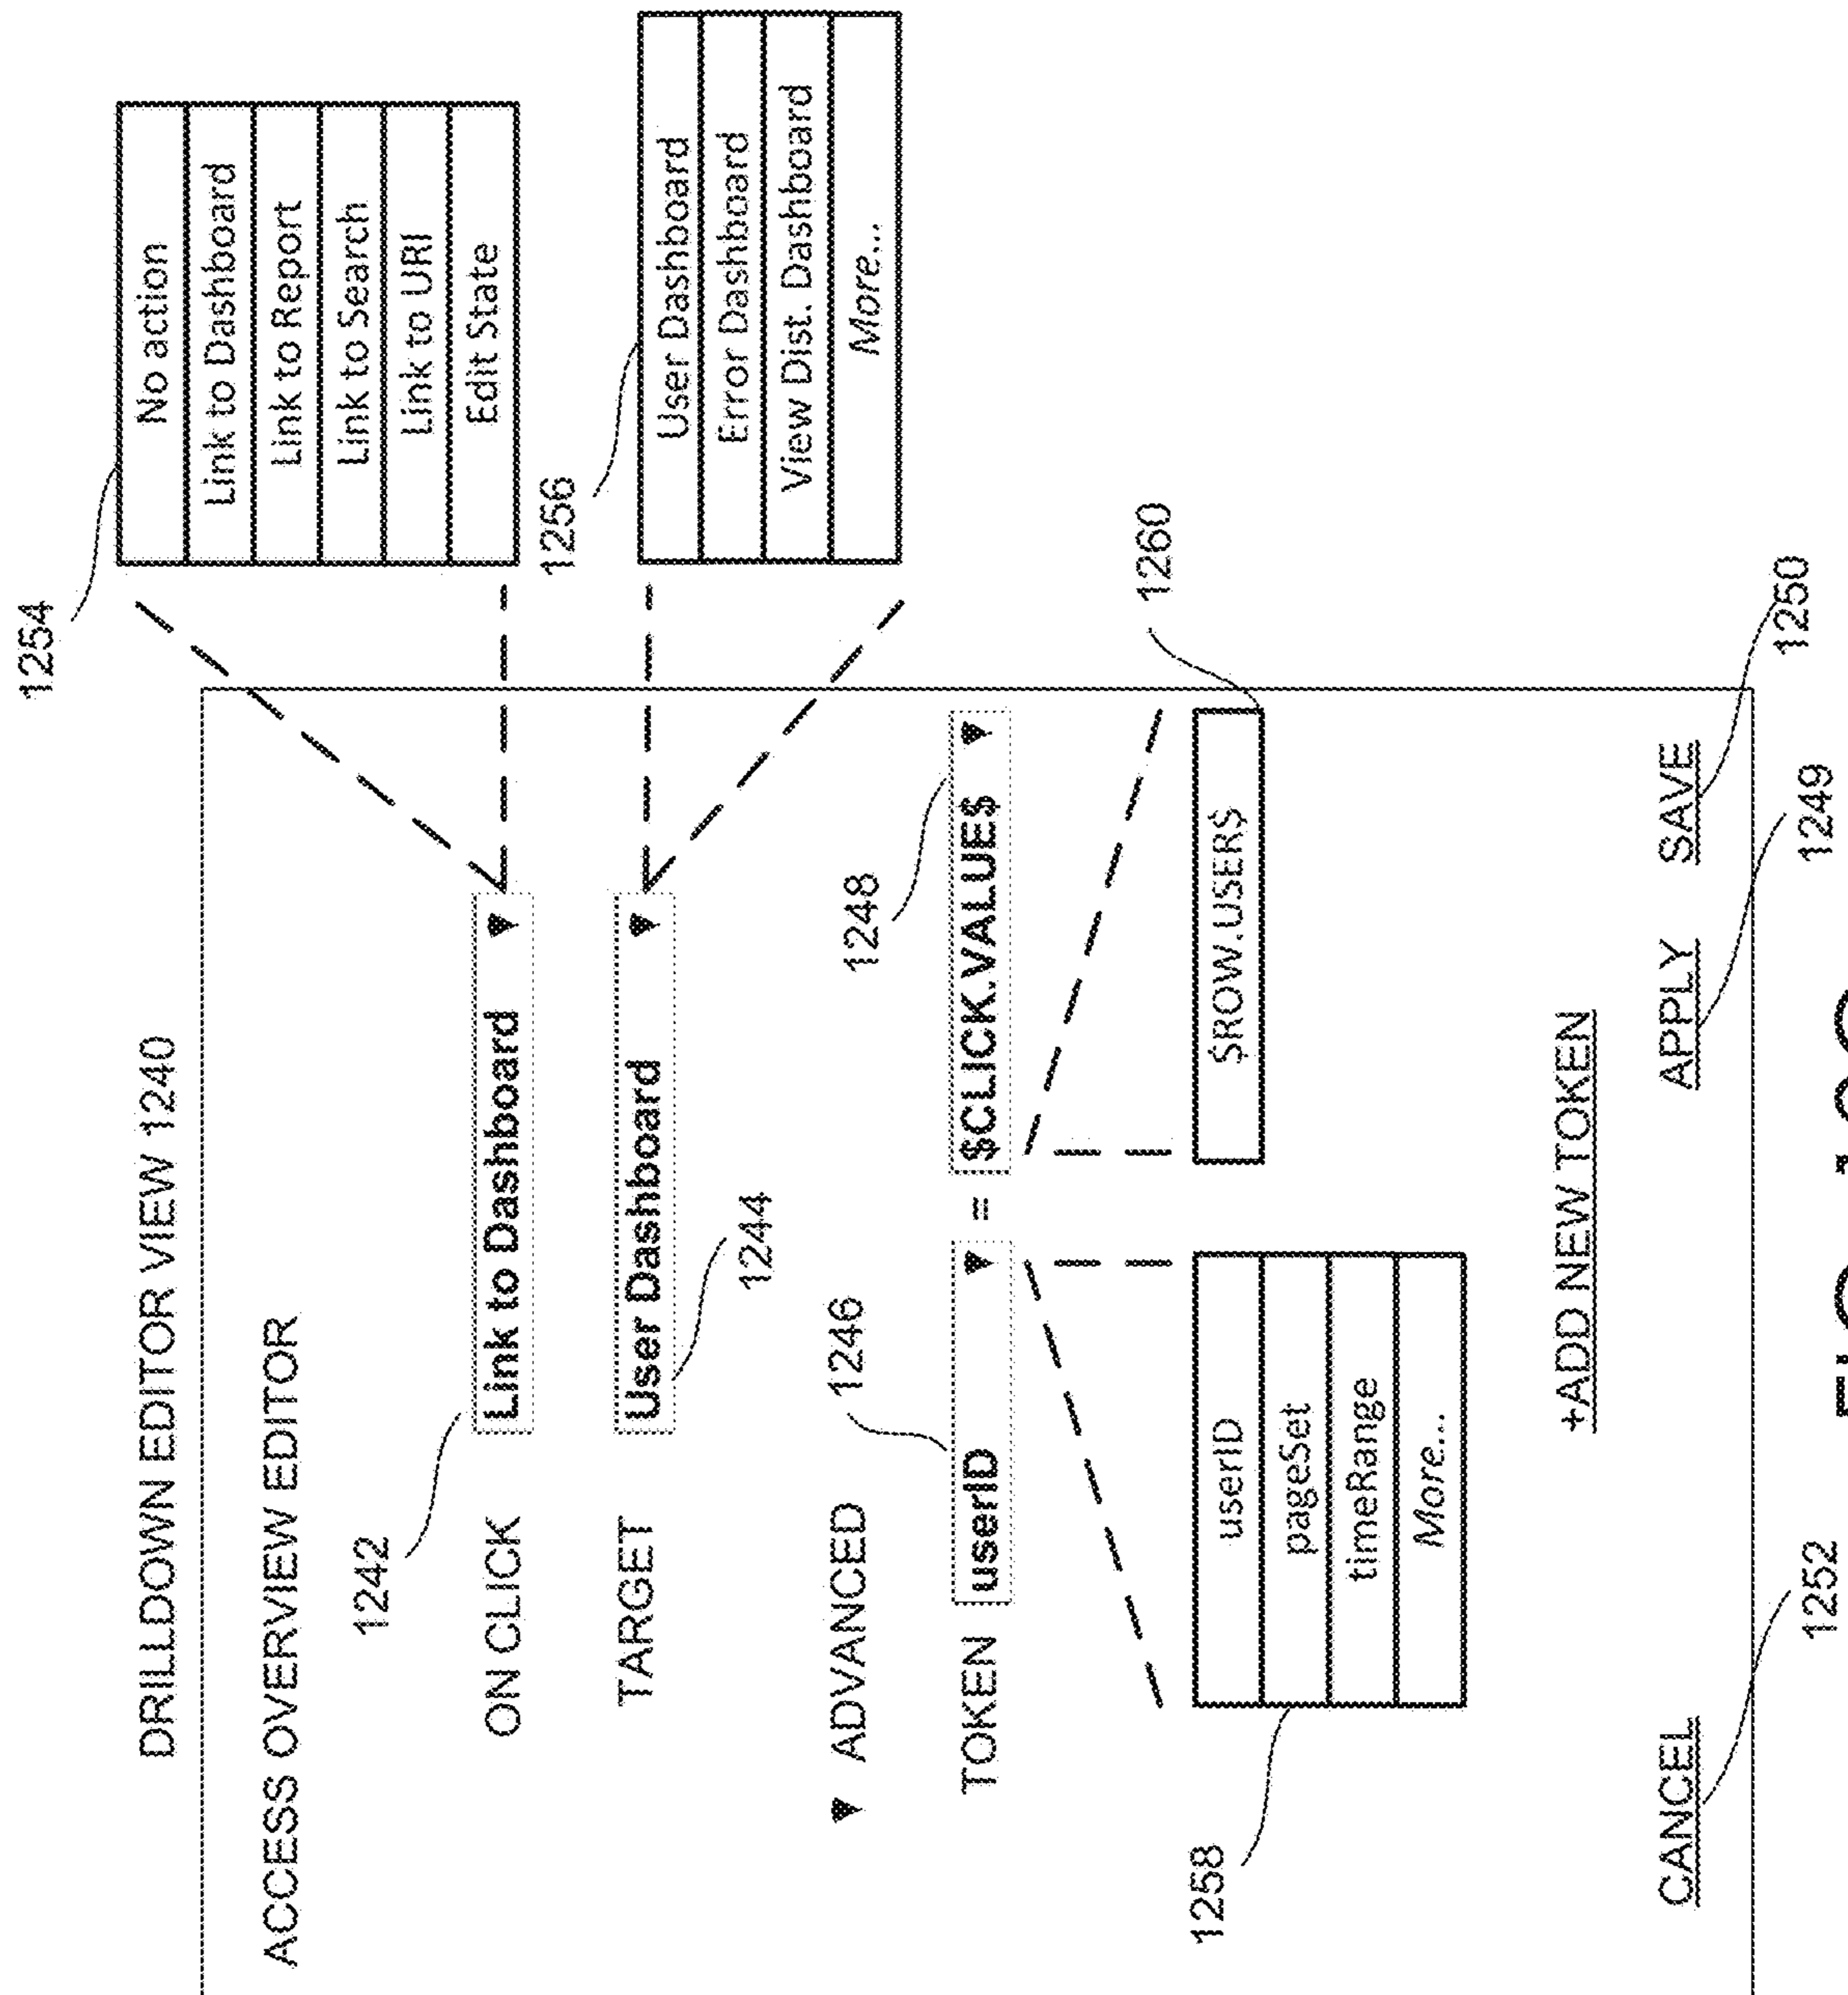 DRILLDOWN EDITOR VIEW 1240
1254
ACCESS OVERVIEW EDITOR
No action
Link to Dashboard
Link to Report
Link to Search
Link to URI
Edit State
1242
ON CLICK
Link to Dashboard ▼
1256
TARGET
User Dashboard ▼
User Dashboard
Error Dashboard
View Dist. Dashboard
More...
1244
▼ ADVANCED
1246
1248
TOKEN
userID ▼ = $CLICK.VALUE$ ▼
1260
1258
userID
pageSet
timeRange
More...
$ROW.USER$
+ADD NEW TOKEN
CANCEL
APPLY
SAVE
1252
1249
1250